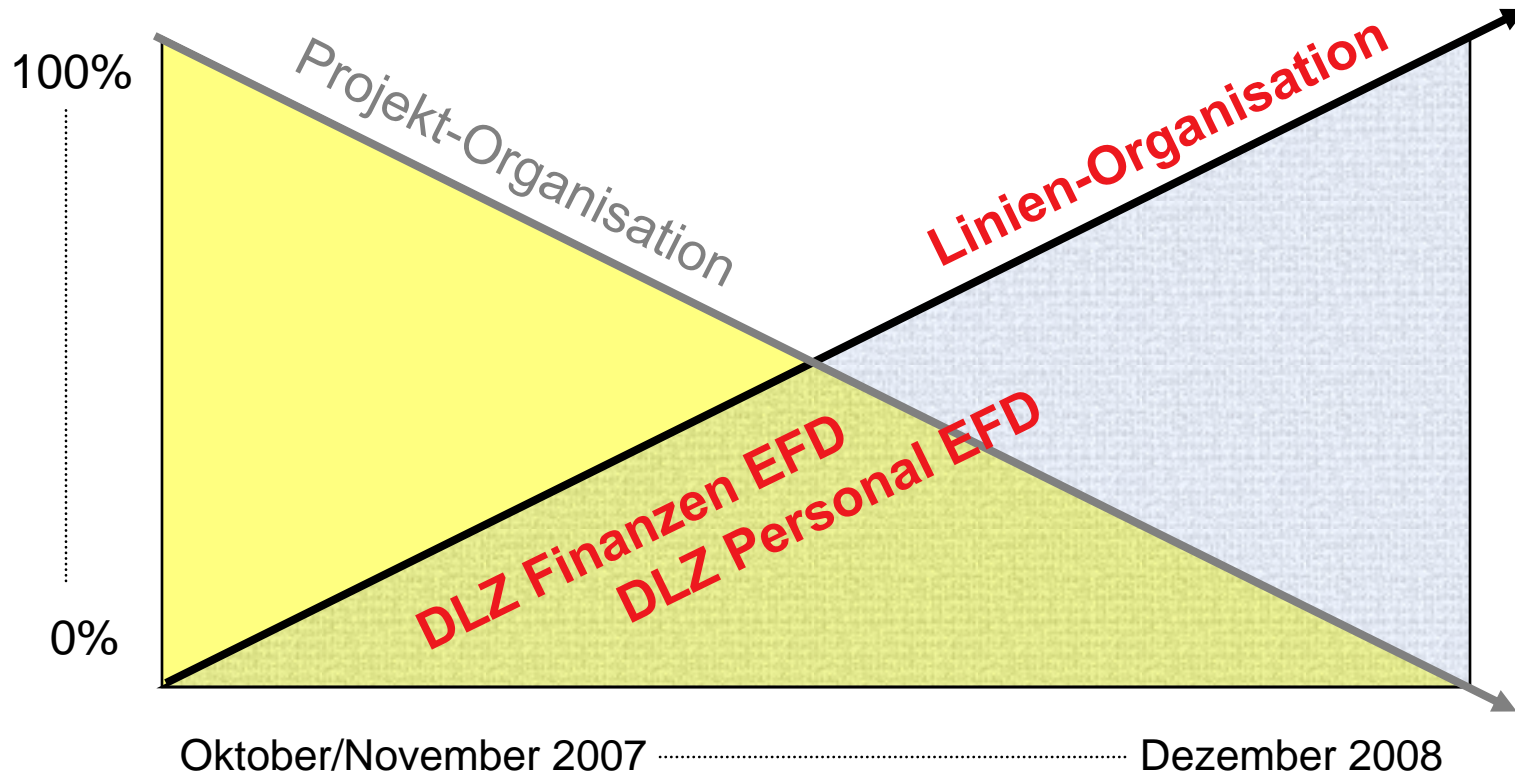 100%
Projekt-Organisation
Linien-Organisation
DLZ Finanzen EFD
DLZ Personal EFD
0%
Oktober/November 2007
Dezember 2008